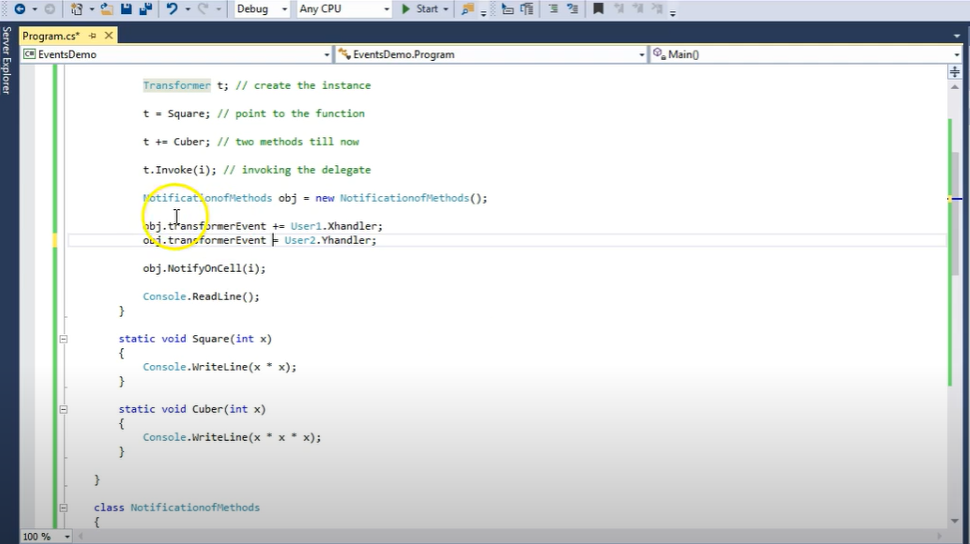 Debug Any CPU Start
Server Explorer
Program.cs*
C# EventsDemo EventsDemo.Program Main()
Transformer t; // create the instance
t = Square; // point to the function
t += Cuber; // two methods till now
t.Invoke(i); // invoking the delegate
NotificationofMethods obj = new NotificationofMethods();
obj.transformerEvent += User1.Xhandler;
obj.transformerEvent = User2.Yhandler;
obj.NotifyOnCell(i);
Console.ReadLine();
}
static void Square(int x)
{
Console.WriteLine(x * x);
}
static void Cuber(int x)
{
Console.WriteLine(x * x * x);
}
}
class NotificationofMethods
{
100 %